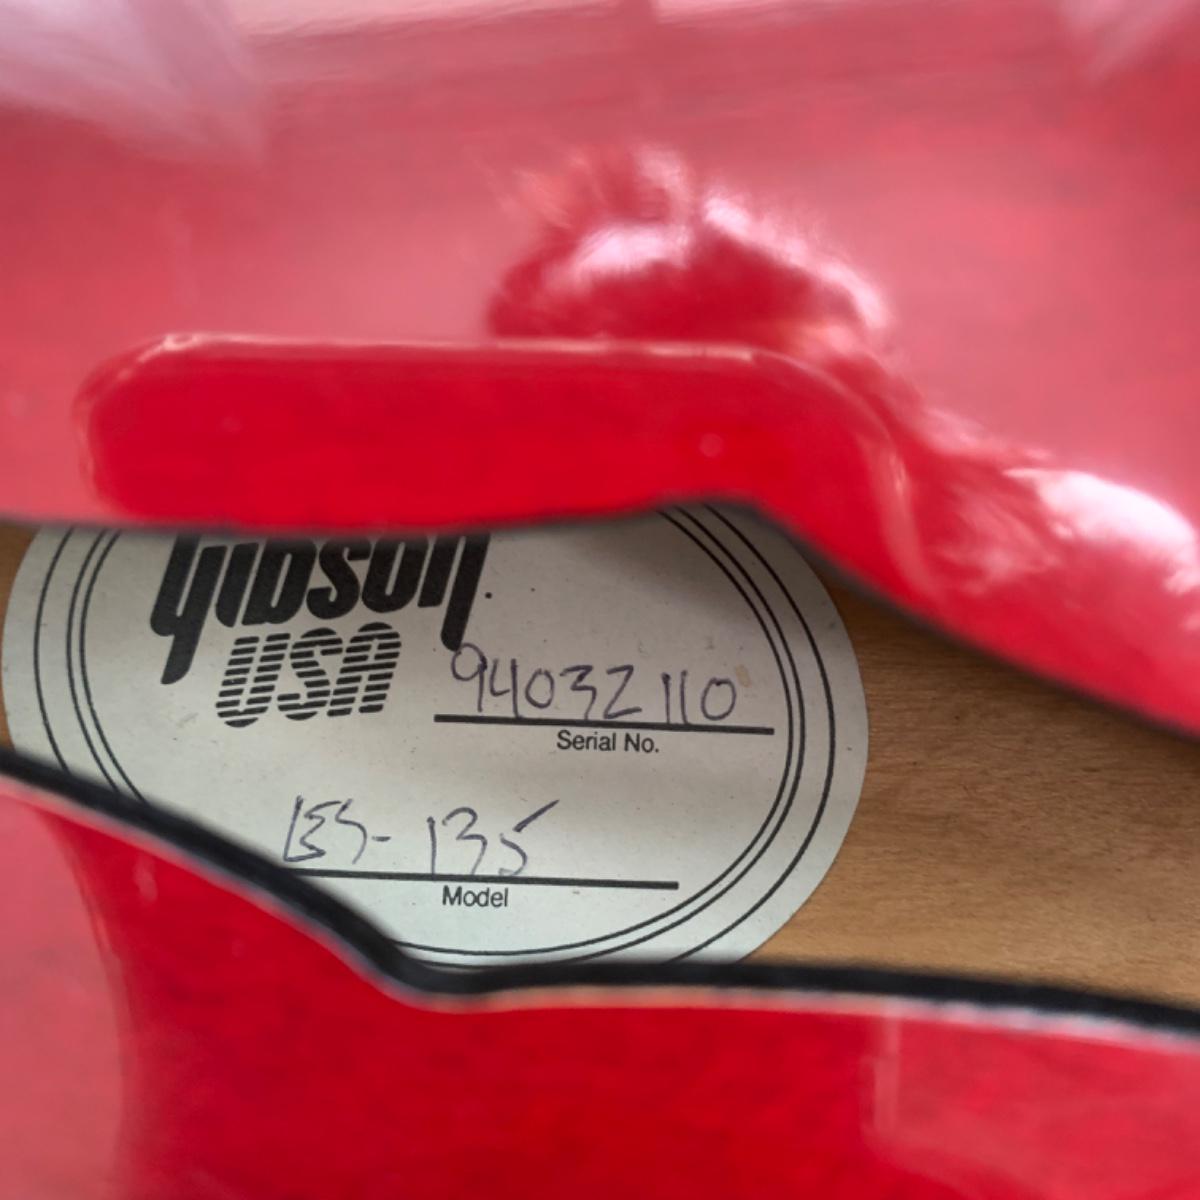 Gibson
USA
94032110
Serial No.
ES-135
Model